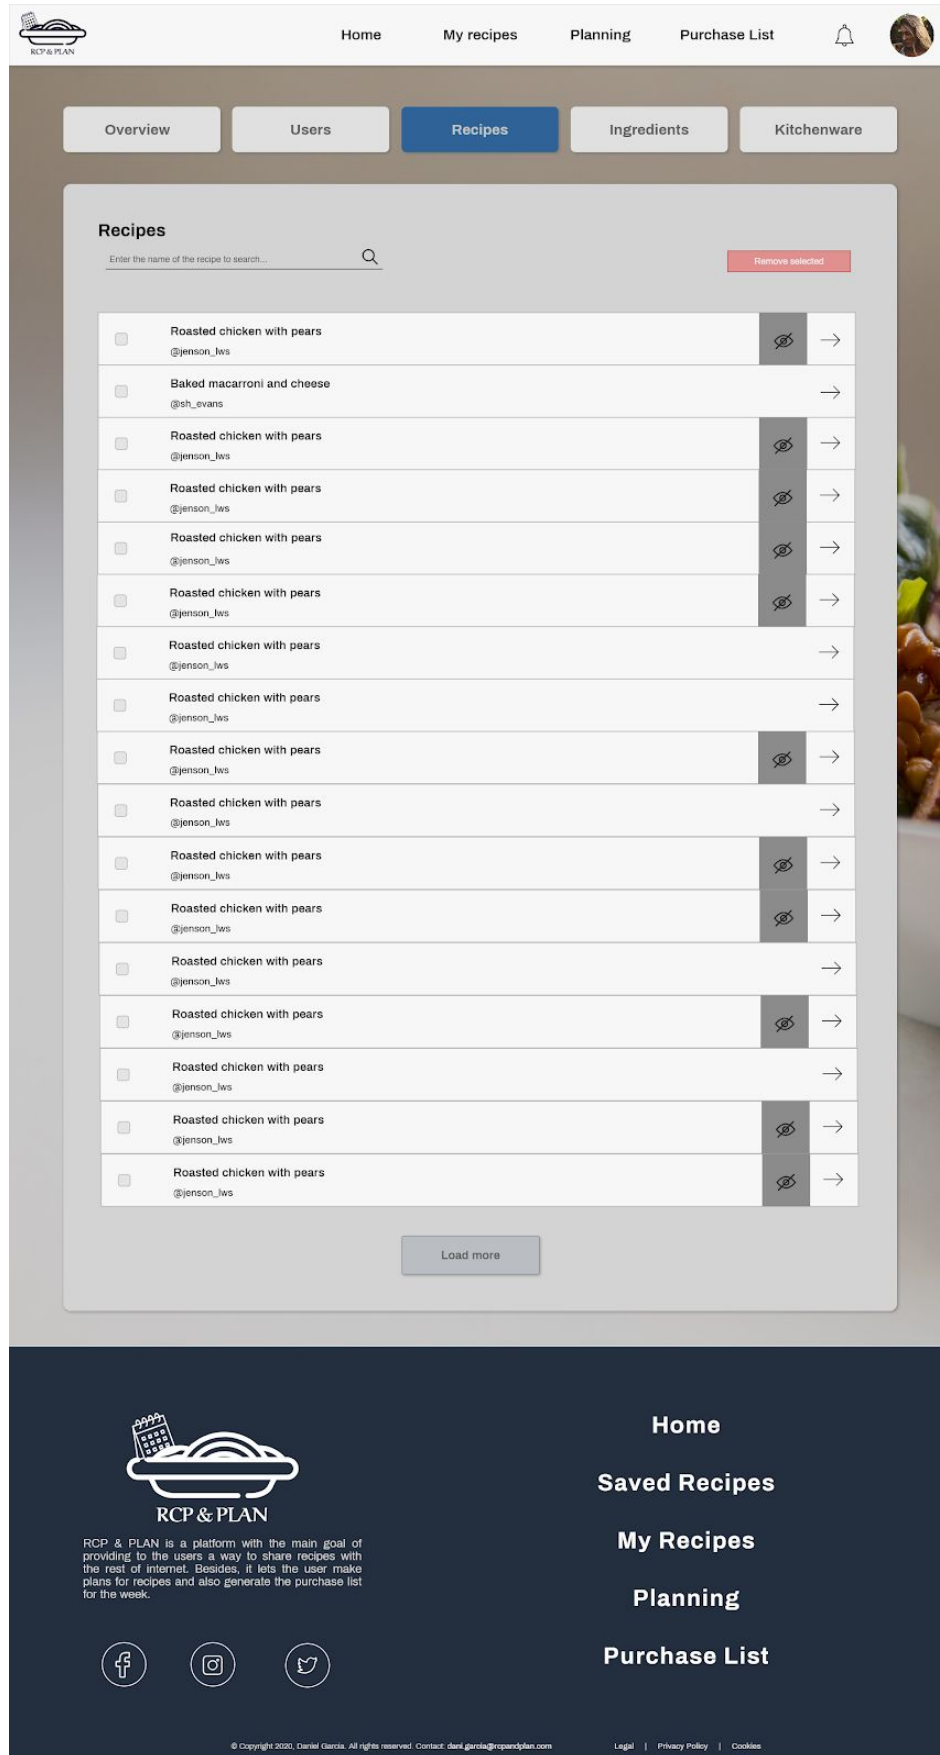 RCP & PLAN
Home
My recipes
Planning
Purchase List
Overview
Users
Recipes
Ingredients
Kitchenware
Recipes
Enter the name of the recipe to search...
Remove selected
Roasted chicken with pears
@jenson_lws
Baked macarroni and cheese
@sh_evans
Roasted chicken with pears
@jenson_lws
Roasted chicken with pears
@jenson_lws
Roasted chicken with pears
@jenson_lws
Roasted chicken with pears
@jenson_lws
Roasted chicken with pears
@jenson_lws
Roasted chicken with pears
@jenson_lws
Roasted chicken with pears
@jenson_lws
Roasted chicken with pears
@jenson_lws
Roasted chicken with pears
@jenson_lws
Roasted chicken with pears
@jenson_lws
Roasted chicken with pears
@jenson_lws
Roasted chicken with pears
@jenson_lws
Roasted chicken with pears
@jenson_lws
Roasted chicken with pears
@jenson_lws
Roasted chicken with pears
@jenson_lws
Load more
RCP & PLAN
RCP & PLAN is a platform with the main goal of
providing to the users a way to share recipes with
the rest of internet. Besides, it lets the user make
plans for recipes and also generate the purchase list
for the week.
Home
Saved Recipes
My Recipes
Planning
Purchase List
© Copyright 2020, Daniel Garcia. All rights reserved. Contact: dani.garcia@rcpandplan.com
Legal | Privacy Policy | Cookies